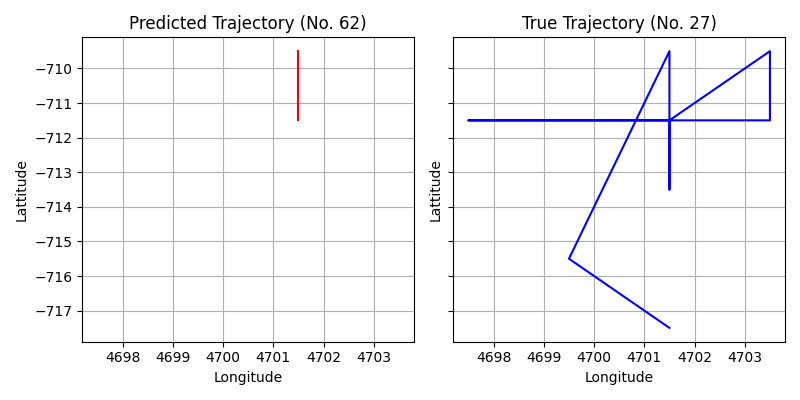 Predicted Trajectory (No. 62)
True Trajectory (No. 27)
Lattitude
−710
−711
−712
−713
−714
−715
−716
−717
4698 4699 4700 4701 4702 4703
Longitude
Lattitude
4698 4699 4700 4701 4702 4703
Longitude